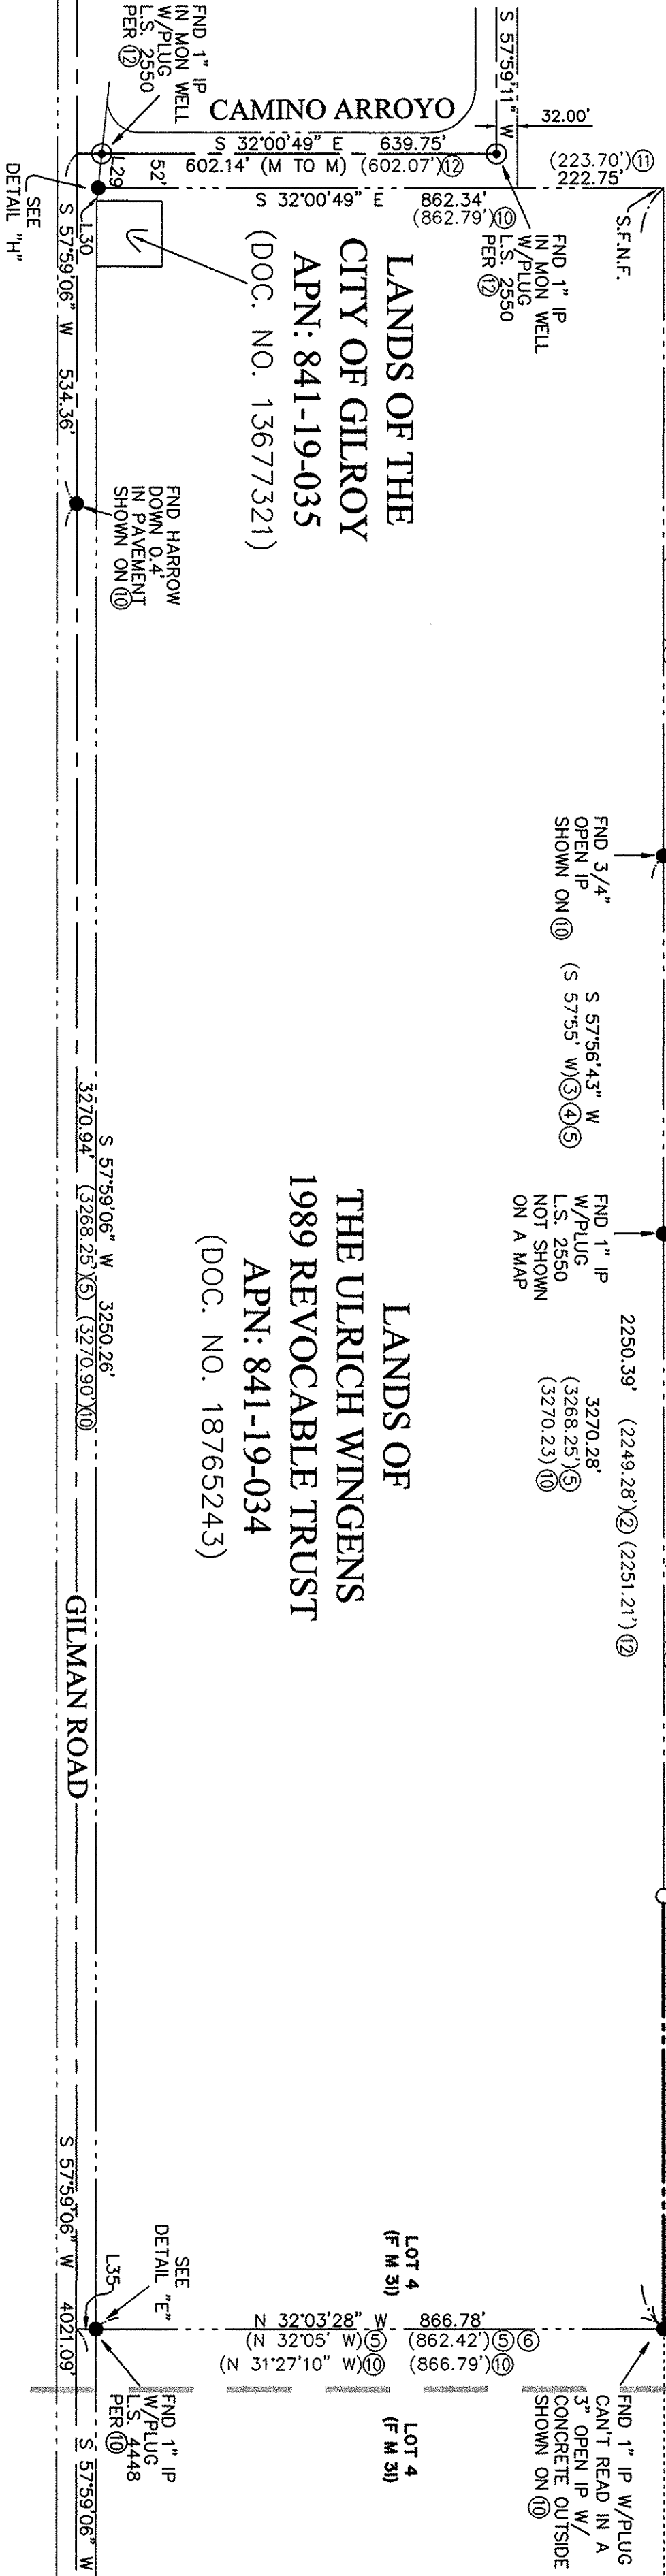 FND 1" IP
IN MON WELL
W/PLUG
L.S. 2550
PER ⑫
CAMINO ARROYO
S 57°59'11" W
32.00'
(223.70')⑪
222.75'
S 32°00'49" E 639.75'
602.14' (M TO M) (602.07')⑫
S.F.N.F.
S 32°00'49" E 862.34'
(862.79')⑩
FND 1" IP
IN MON WELL
W/PLUG
L.S. 2550
PER ⑫
L29
52'
L30
SEE
DETAIL "H"
S 57°59'06" W 534.36'
LANDS OF THE
CITY OF GILROY
APN: 841-19-035
(DOC. NO. 13677321)
FND HARROW
DOWN 0.4'
IN PAVEMENT
SHOWN ON ⑩
FND 3/4"
OPEN IP
SHOWN ON ⑩
S 57°56'43" W
(S 57°55' W)③④⑤
FND 1" IP
W/PLUG
L.S. 2550
NOT SHOWN
ON A MAP
2250.39' (2249.28')② (2251.21')⑫
3270.28'
(3268.25')⑤
(3270.23)⑩
LANDS OF
THE ULRICH WINGENS
1989 REVOCABLE TRUST
APN: 841-19-034
(DOC. NO. 18765243)
S 57°59'06" W 3250.26'
3270.94' (3268.25')⑤ (3270.90')⑩
GILMAN ROAD
S 57°59'06" W 4021.09'
LOT 4
(F M 31)
N 32°03'28" W 866.78'
(N 32°05' W)⑤ (862.42')⑤⑥
(N 31°27'10" W)⑩ (866.79')⑩
SEE
DETAIL "E"
L35
LOT 4
(F M 31)
FND 1" IP W/PLUG
CAN'T READ IN A
3" OPEN IP W/
CONCRETE OUTSIDE
SHOWN ON ⑩
FND 1" IP
W/PLUG
L.S. 4448
PER ⑩
S 57°59'06" W